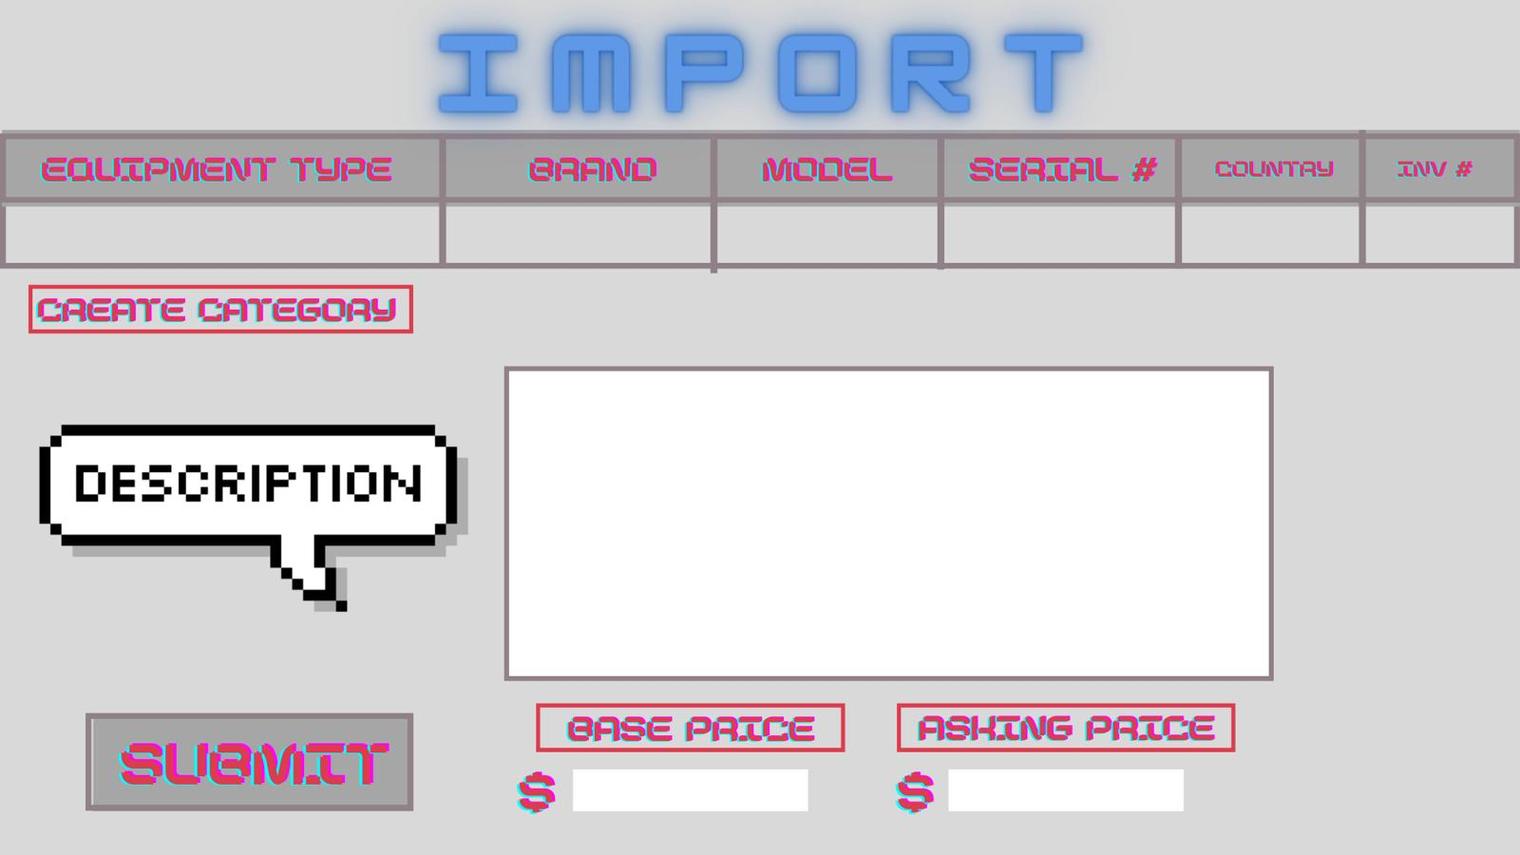 IMPORT
EQUIPMENT TYPE BRAND MODEL SERIAL # COUNTRY INV #
CREATE CATEGORY
DESCRIPTION
BASE PRICE ASKING PRICE
SUBMIT
$ $